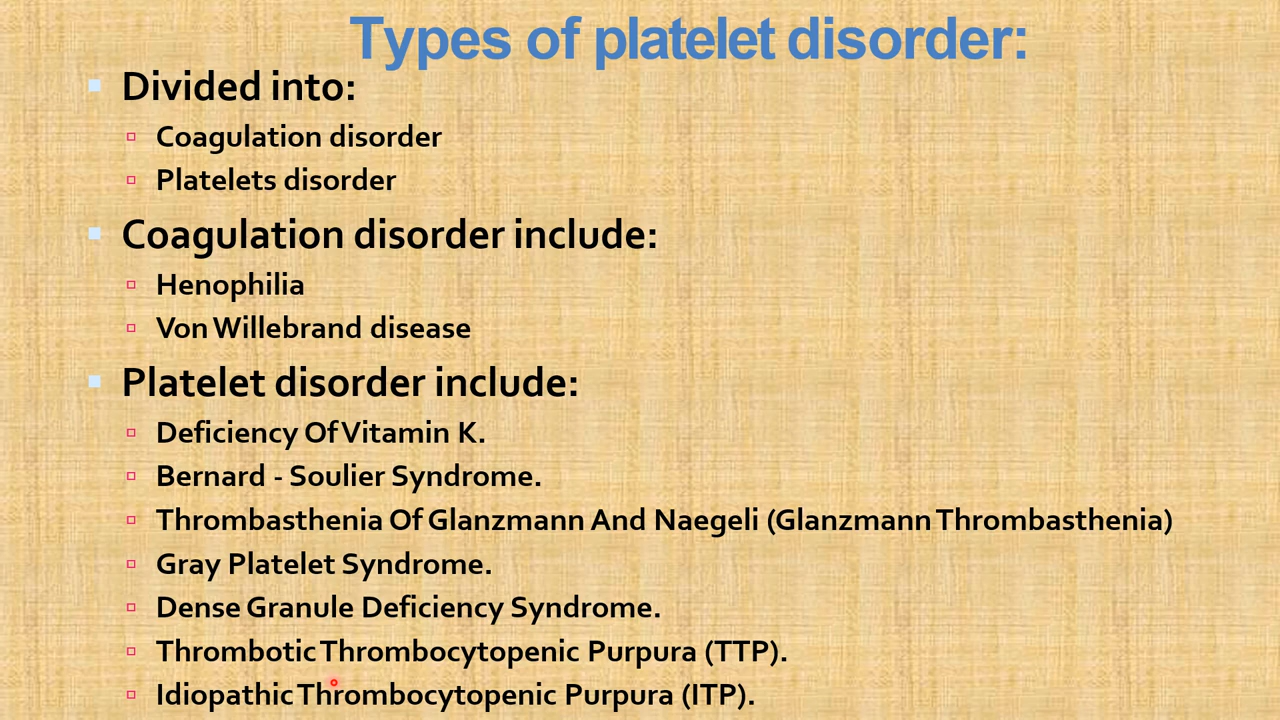 Types of platelet disorder:
Divided into:
Coagulation disorder
Platelets disorder
Coagulation disorder include:
Henophilia
Von Willebrand disease
Platelet disorder include:
Deficiency Of Vitamin K.
Bernard - Soulier Syndrome.
Thrombasthenia Of Glanzmann And Naegeli (Glanzmann Thrombasthenia)
Gray Platelet Syndrome.
Dense Granule Deficiency Syndrome.
Thrombotic Thrombocytopenic Purpura (TTP).
Idiopathic Thrombocytopenic Purpura (ITP).